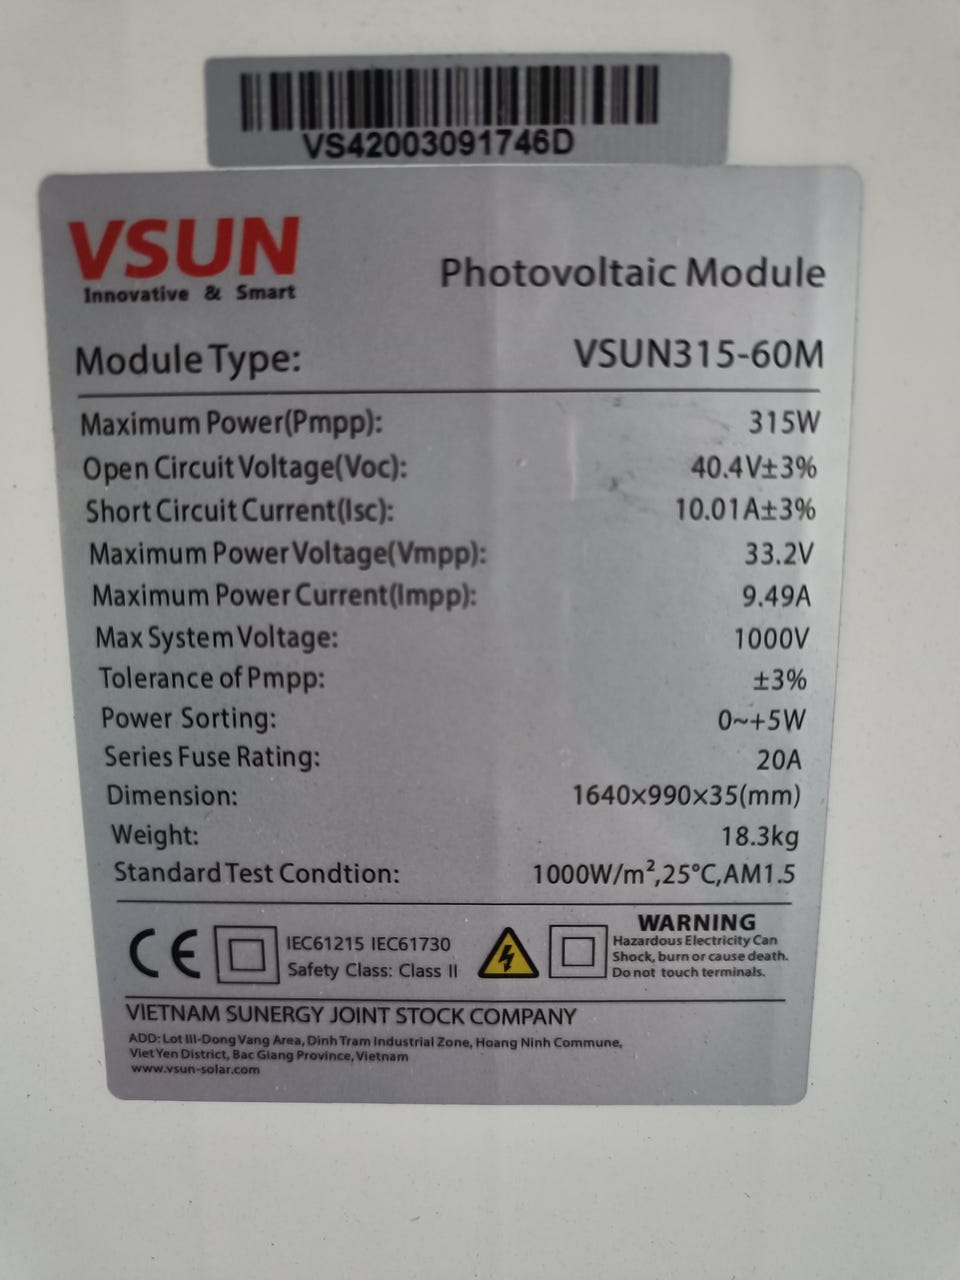 VS42003091746D
VSUN
Innovative & Smart
Photovoltaic Module
Module Type: VSUN315-60M
Maximum Power(Pmpp): 315W
Open Circuit Voltage(Voc): 40.4V±3%
Short Circuit Current(Isc): 10.01A±3%
Maximum Power Voltage(Vmpp): 33.2V
Maximum Power Current(Impp): 9.49A
Max System Voltage: 1000V
Tolerance of Pmpp: ±3%
Power Sorting: 0~+5W
Series Fuse Rating: 20A
Dimension: 1640×990×35(mm)
Weight: 18.3kg
Standard Test Condtion: 1000W/m²,25°C,AM1.5
CE
IEC61215 IEC61730
Safety Class: Class II
WARNING
Hazardous Electricity Can
Shock, burn or cause death.
Do not touch terminals.
VIETNAM SUNERGY JOINT STOCK COMPANY
ADD: Lot III-Dong Vang Area, Dinh Tram Industrial Zone, Hoang Ninh Commune,
Viet Yen District, Bac Giang Province, Vietnam
www.vsun-solar.com